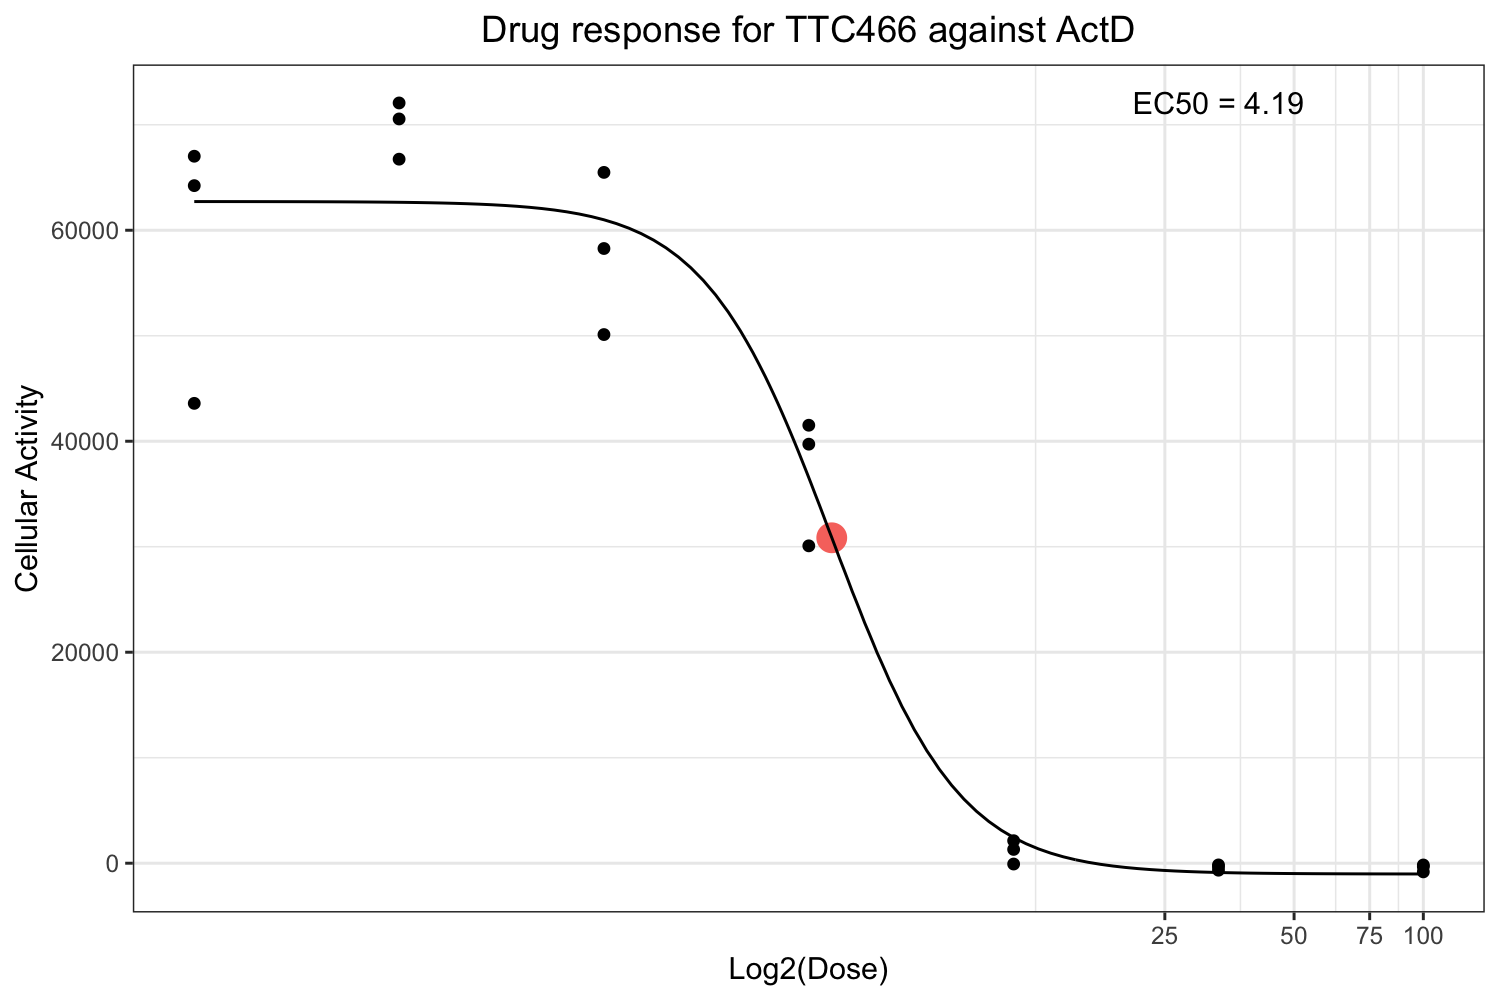 Drug response for TTC466 against ActD
EC50 = 4.19
Cellular Activity
60000
40000
20000
0
25 50 75 100
Log2(Dose)